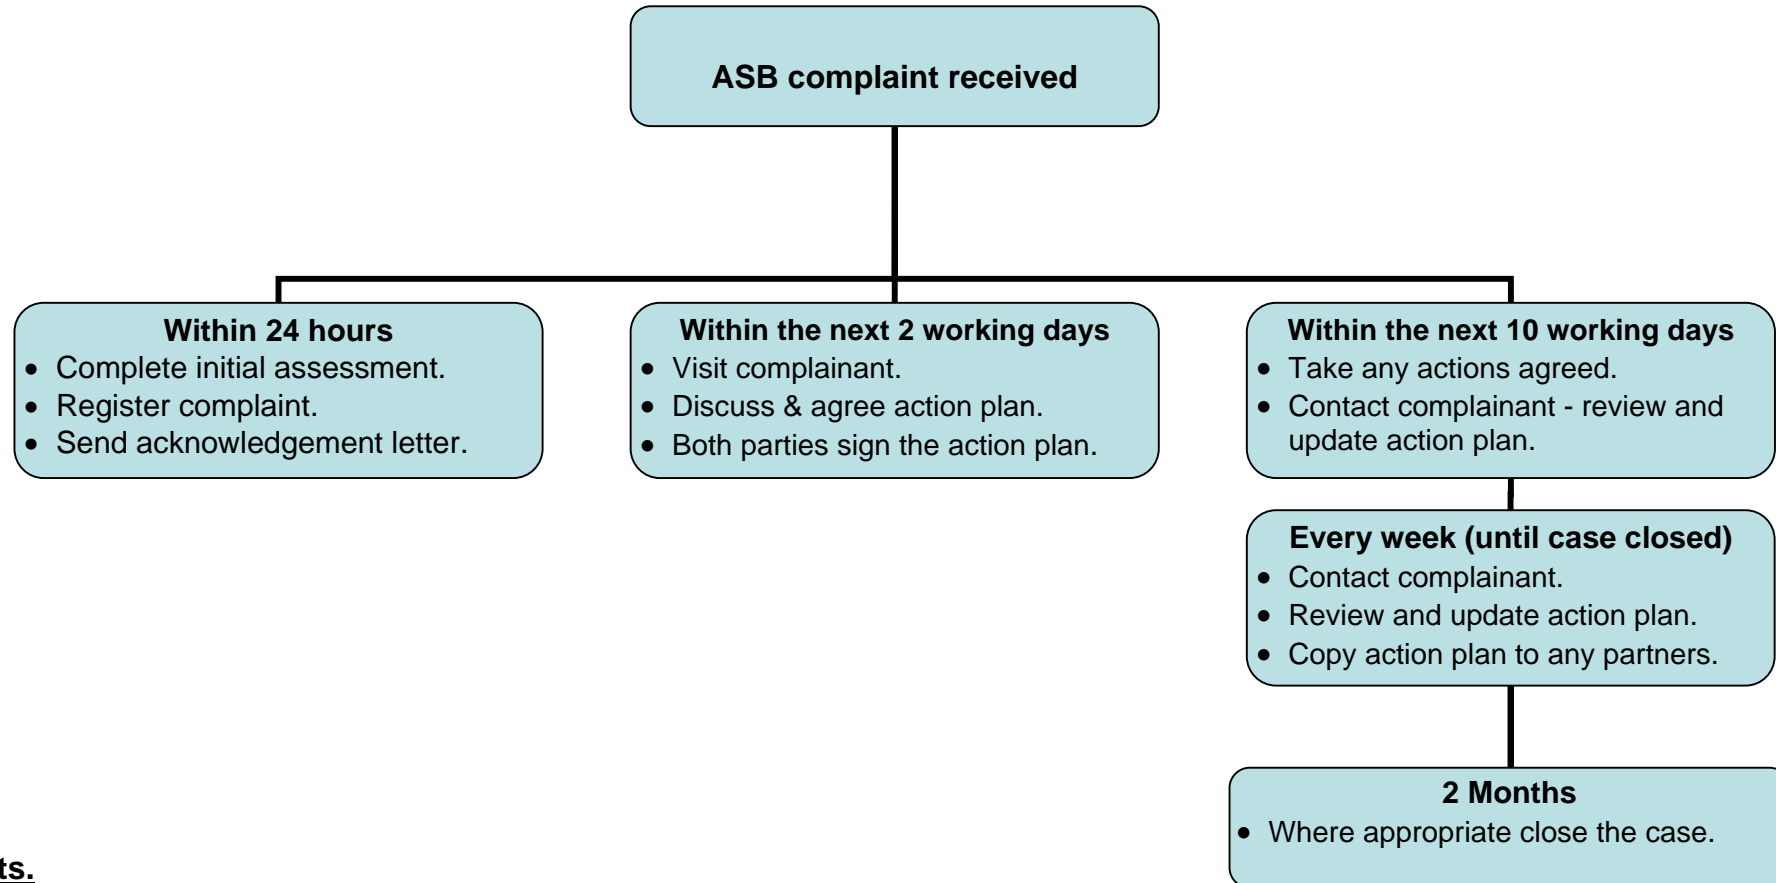 ASB complaint received
Within 24 hours
• Complete initial assessment.
• Register complaint.
• Send acknowledgement letter.
Within the next 2 working days
• Visit complainant.
• Discuss & agree action plan.
• Both parties sign the action plan.
Within the next 10 working days
• Take any actions agreed.
• Contact complainant - review and
update action plan.
Every week (until case closed)
• Contact complainant.
• Review and update action plan.
• Copy action plan to any partners.
2 Months
• Where appropriate close the case.
ts.